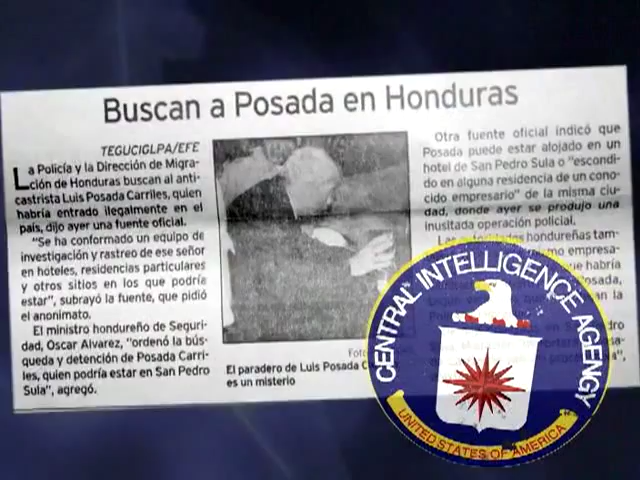 Buscan a Posada en Honduras
TEGUCIGLPA/EFE
La Policía y la Dirección de Migra-
ción de Honduras buscan al anti-
castrista Luis Posada Carriles, quien
habría entrado ilegalmente en el
país, dijo ayer una fuente oficial.
"Se ha conformado un equipo de
investigación y rastreo de ese señor
en hoteles, residencias particulares
y otros sitios en los que podría
estar", subrayó la fuente, que pidió
el anonimato.
El ministro hondureño de Seguri-
dad, Oscar Alvarez, "ordenó la bús-
queda y detención de Posada Carri-
les, quien podría estar en San Pedro
Sula", agregó.
El paradero de Luis Posada
es un misterio
Otra fuente oficial indicó que
Posada puede estar alojado en un
hotel de San Pedro Sula o "escondi-
do en alguna residencia de un cono-
cido empresario" de la misma ciu-
dad, donde ayer se produjo una
inusitada operación policial.
hondureñas
CENTRAL INTELLIGENCE AGENCY
UNITED STATES OF AMERICA